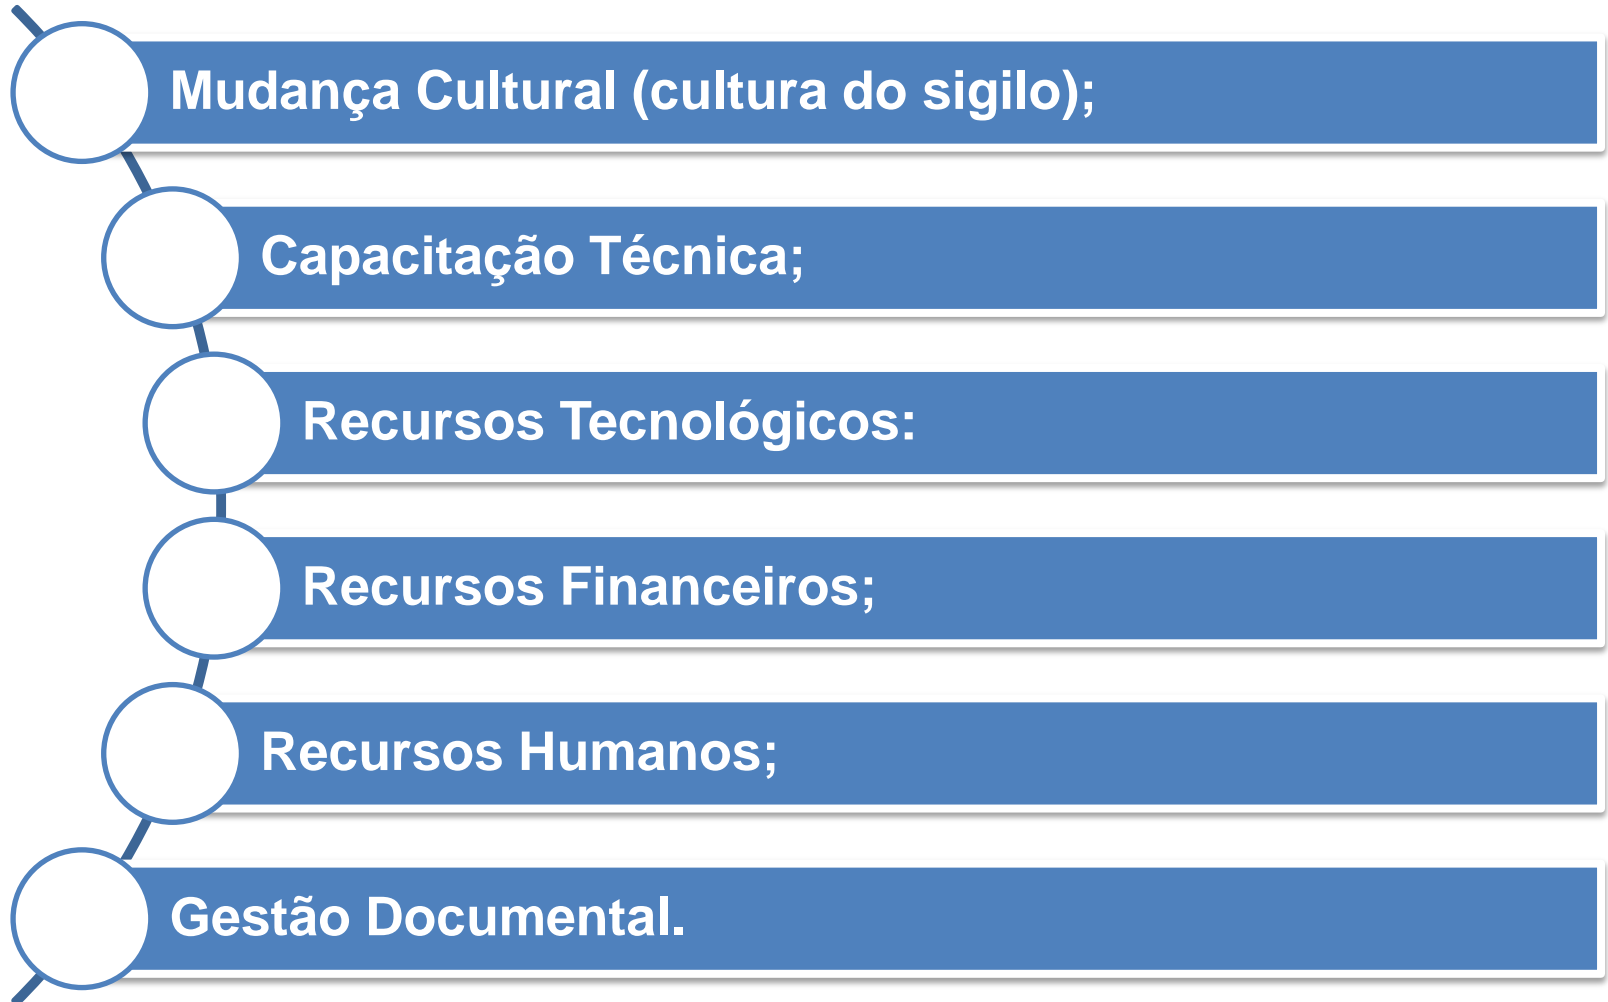 Mudança Cultural (cultura do sigilo);
Capacitação Técnica;
Recursos Tecnológicos:
Recursos Financeiros;
Recursos Humanos;
Gestão Documental.